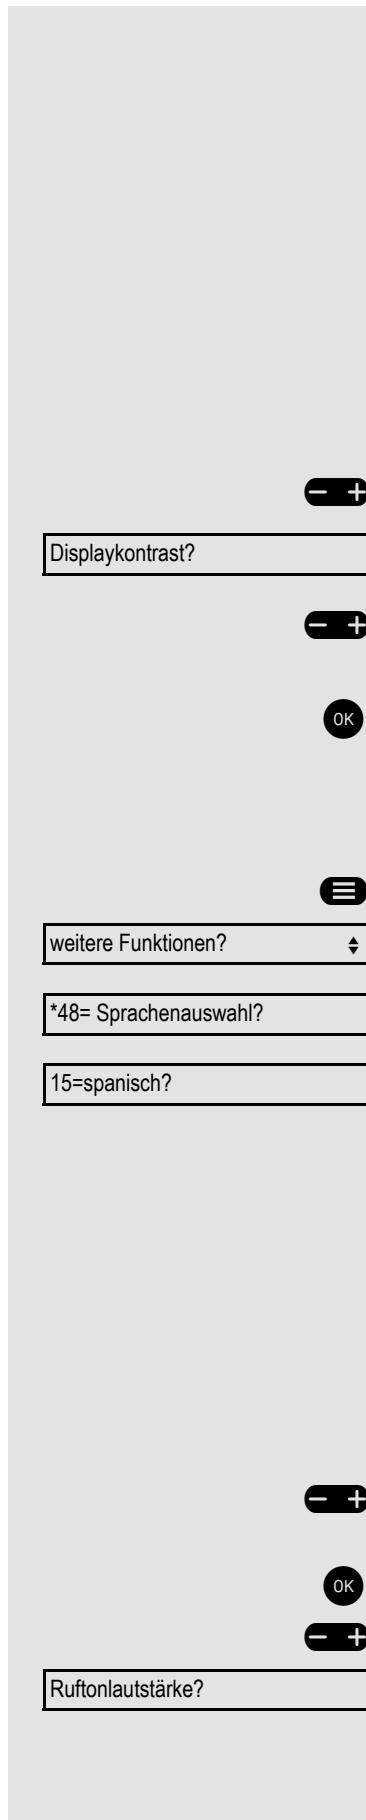 − +
Displaykontrast?
− +
OK
weitere Funktionen?
*48= Sprachenauswahl?
15=spanisch?
− +
OK
− +
Ruftonlautstärke?